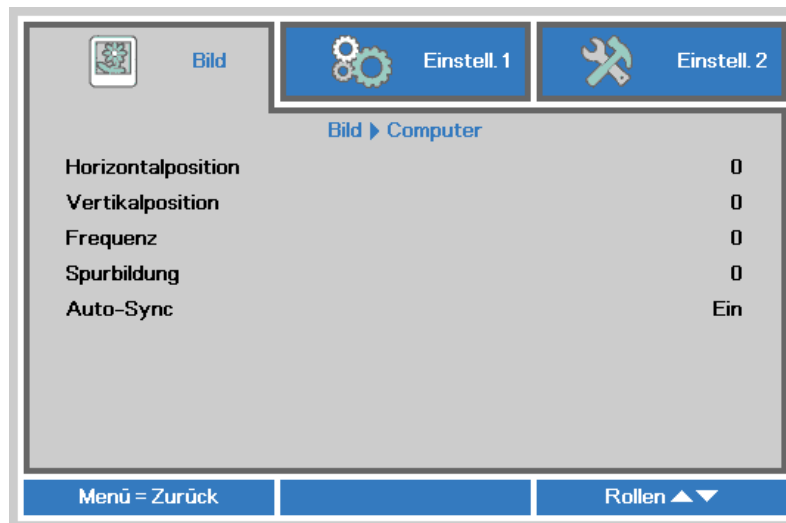 Bild
Einstell. 1
Einstell. 2
Bild ▶ Computer
Horizontalposition 0
Vertikalposition 0
Frequenz 0
Spurbildung 0
Auto-Sync Ein
Menü = Zurück
Rollen ▲▼